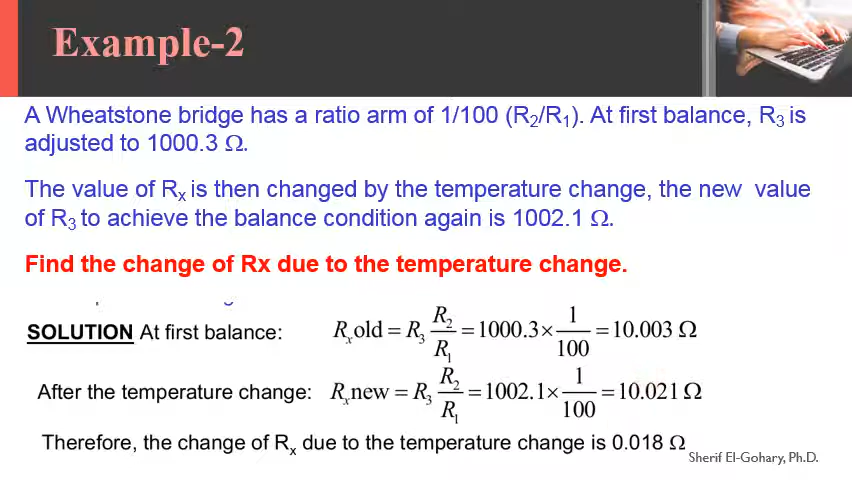 Example-2
A Wheatstone bridge has a ratio arm of 1/100 (R₂/R₁). At first balance, R₃ is
adjusted to 1000.3 Ω.
The value of Rₓ is then changed by the temperature change, the new value
of R₃ to achieve the balance condition again is 1002.1 Ω.
Find the change of Rx due to the temperature change.
SOLUTION At first balance: Rₓold = R₃ R₂/R₁ = 1000.3 × 1/100 = 10.003 Ω
After the temperature change: Rₓnew = R₃ R₂/R₁ = 1002.1 × 1/100 = 10.021 Ω
Therefore, the change of Rₓ due to the temperature change is 0.018 Ω
Sherif El-Gohary, Ph.D.